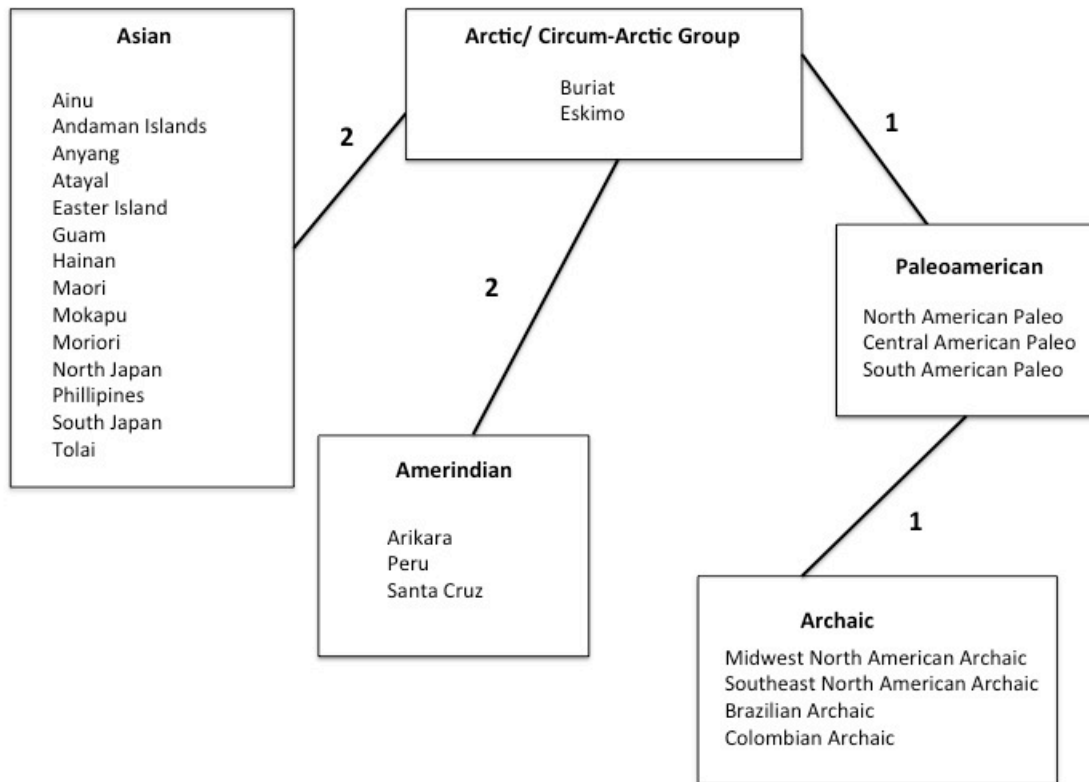 Asian
Ainu
Andaman Islands
Anyang
Atayal
Easter Island
Guam
Hainan
Maori
Mokapu
Moriori
North Japan
Phillipines
South Japan
Tolai
2
Arctic/ Circum-Arctic Group
Buriat
Eskimo
1
2
Paleoamerican
North American Paleo
Central American Paleo
South American Paleo
Amerindian
Arikara
Peru
Santa Cruz
1
Archaic
Midwest North American Archaic
Southeast North American Archaic
Brazilian Archaic
Colombian Archaic